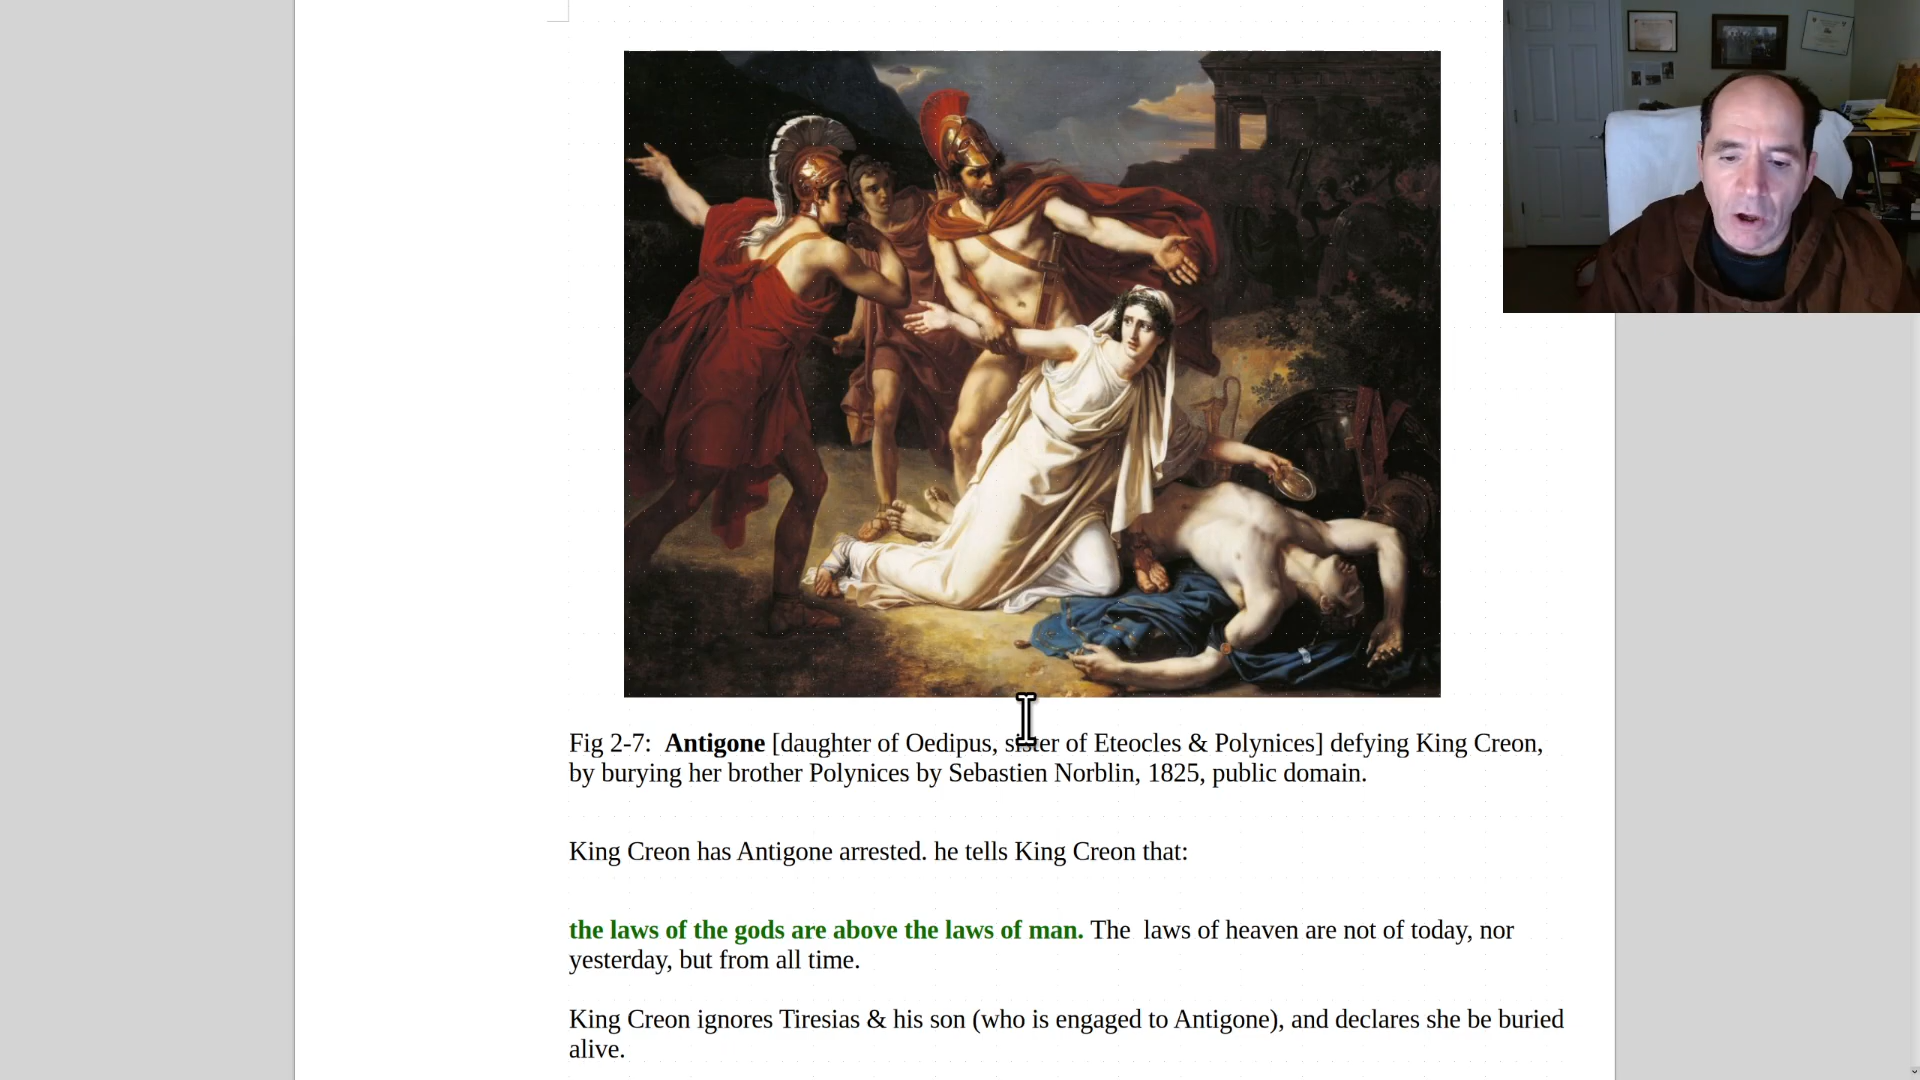 Fig 2-7:  Antigone [daughter of Oedipus, sister of Eteocles & Polynices] defying King Creon,
by burying her brother Polynices by Sebastien Norblin, 1825, public domain.
King Creon has Antigone arrested. he tells King Creon that:
the laws of the gods are above the laws of man. The  laws of heaven are not of today, nor
yesterday, but from all time.
King Creon ignores Tiresias & his son (who is engaged to Antigone), and declares she be buried
alive.